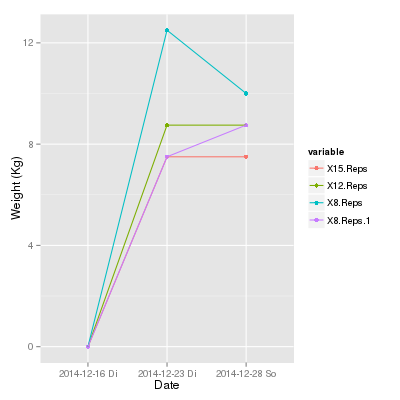 12
8
4
0
Weight (Kg)
2014-12-16 Di
2014-12-23 Di
2014-12-28 So
Date
variable
X15.Reps
X12.Reps
X8.Reps
X8.Reps.1